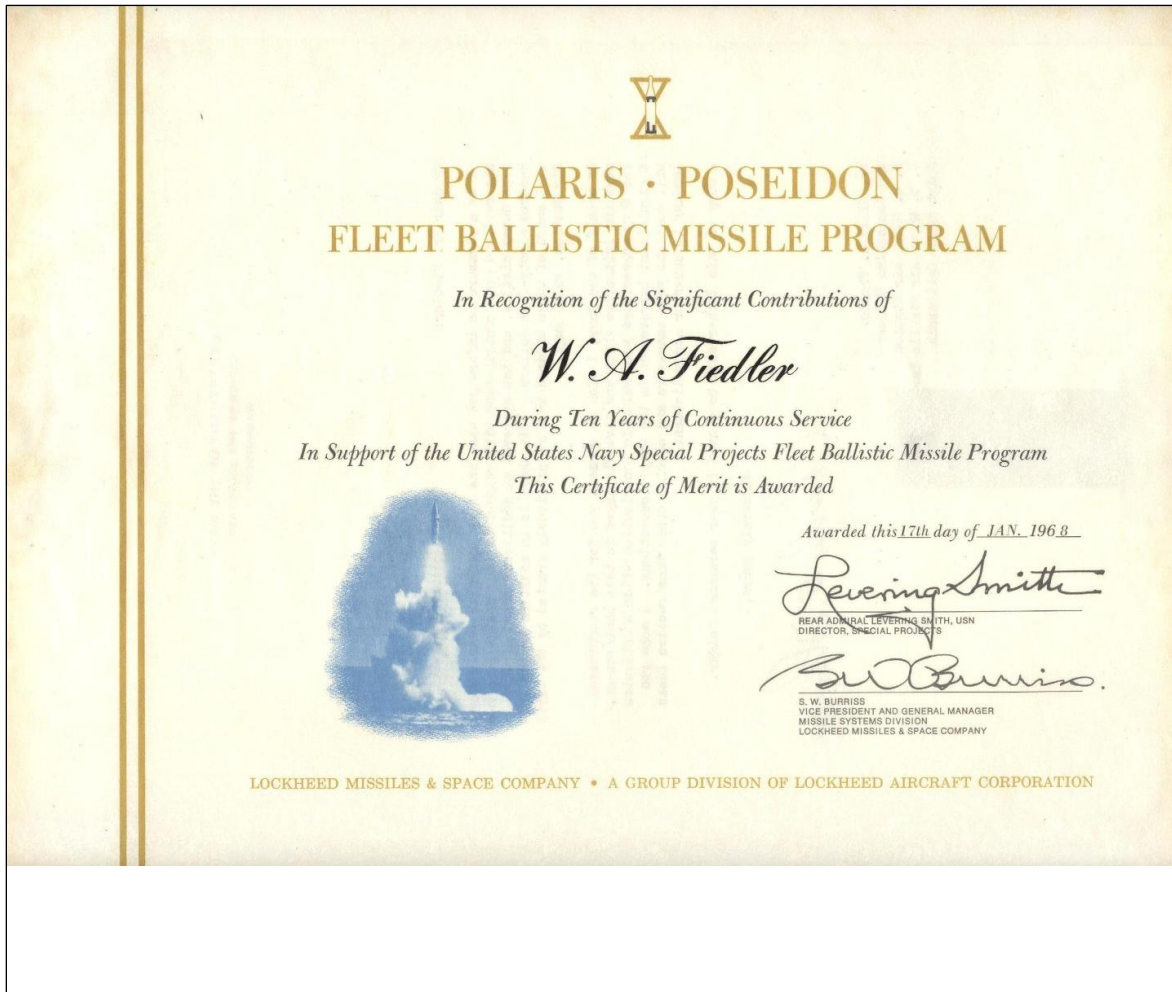 POLARIS · POSEIDON
FLEET BALLISTIC MISSILE PROGRAM
In Recognition of the Significant Contributions of
W. A. Fiedler
During Ten Years of Continuous Service
In Support of the United States Navy Special Projects Fleet Ballistic Missile Program
This Certificate of Merit is Awarded
Awarded this 17th day of JAN. 1968
Levering Smith
REAR ADMIRAL LEVERING SMITH, USN
DIRECTOR, SPECIAL PROJECTS
S W Burriss.
S. W. BURRISS
VICE PRESIDENT AND GENERAL MANAGER
MISSILE SYSTEMS DIVISION
LOCKHEED MISSILES & SPACE COMPANY
LOCKHEED MISSILES & SPACE COMPANY • A GROUP DIVISION OF LOCKHEED AIRCRAFT CORPORATION